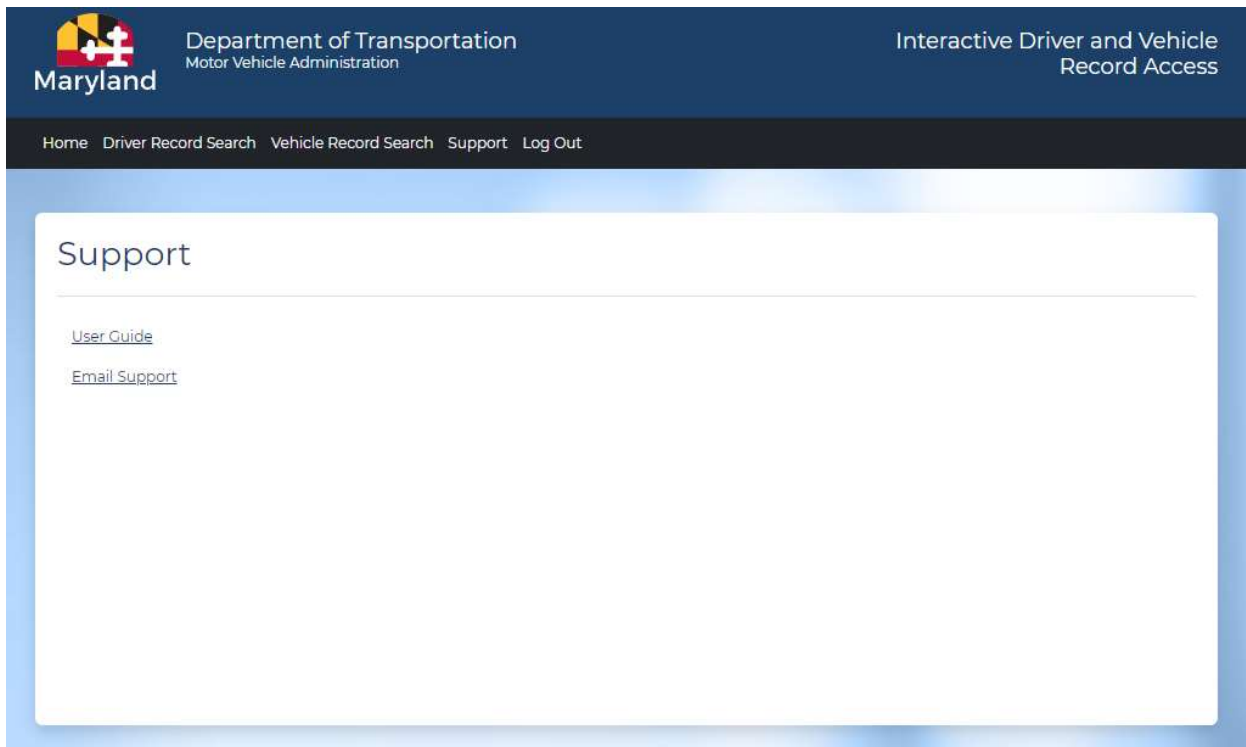 Maryland
Department of Transportation
Motor Vehicle Administration
Interactive Driver and Vehicle
Record Access
Home Driver Record Search Vehicle Record Search Support Log Out
Support
User Guide
Email Support